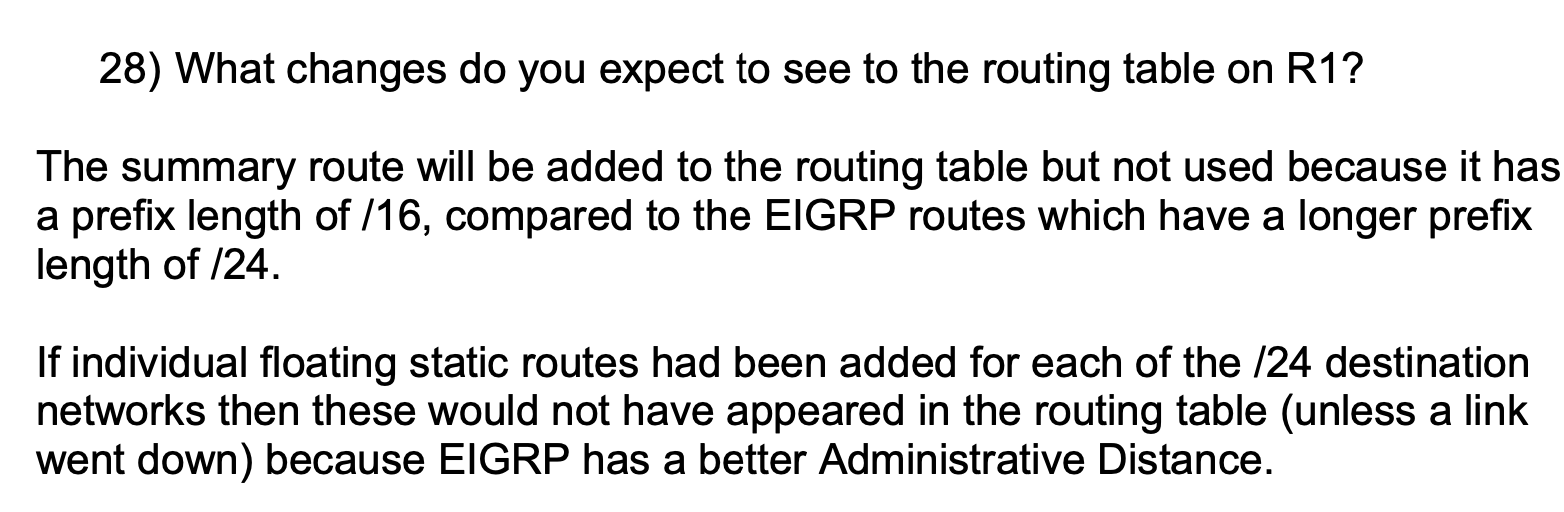 28) What changes do you expect to see to the routing table on R1?
The summary route will be added to the routing table but not used because it has
a prefix length of /16, compared to the EIGRP routes which have a longer prefix
length of /24.
If individual floating static routes had been added for each of the /24 destination
networks then these would not have appeared in the routing table (unless a link
went down) because EIGRP has a better Administrative Distance.